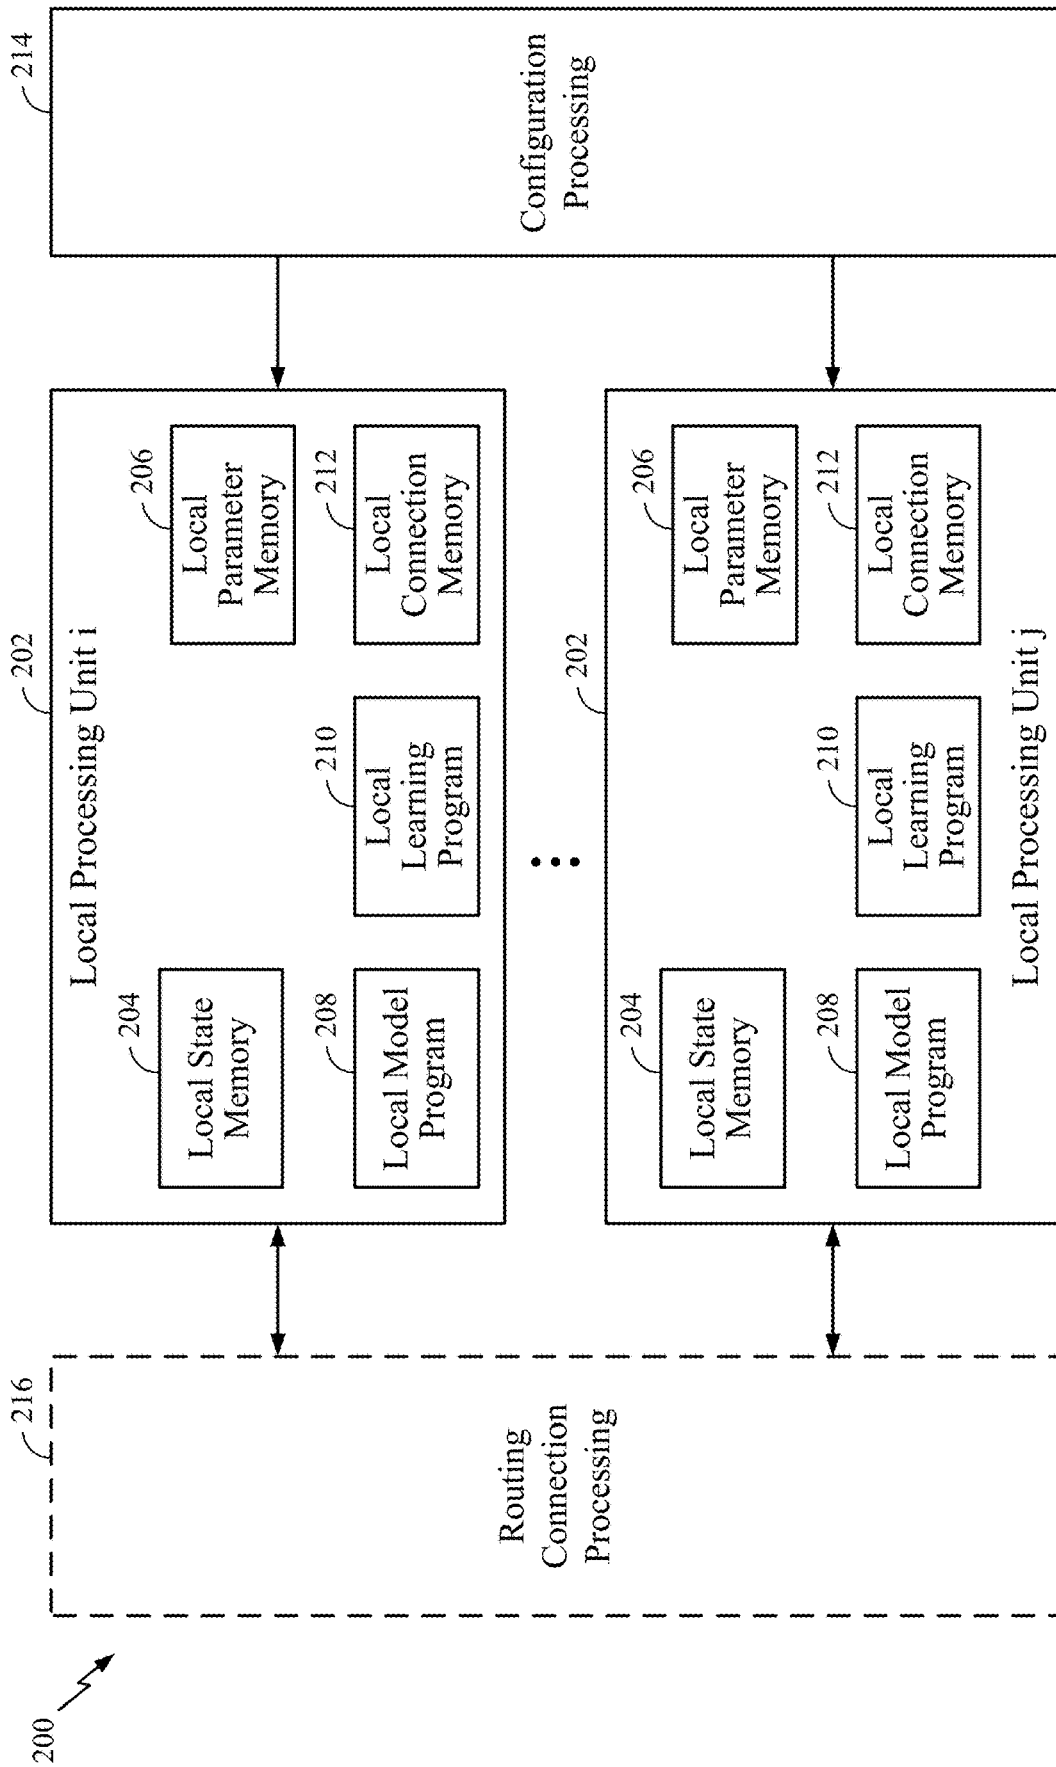 200
216
Routing
Connection
Processing
202
Local Processing Unit i
204
Local State
Memory
206
Local
Parameter
Memory
208
Local Model
Program
210
Local
Learning
Program
212
Local
Connection
Memory
202
204
Local State
Memory
206
Local
Parameter
Memory
208
Local Model
Program
210
Local
Learning
Program
212
Local
Connection
Memory
Local Processing Unit j
214
Configuration
Processing